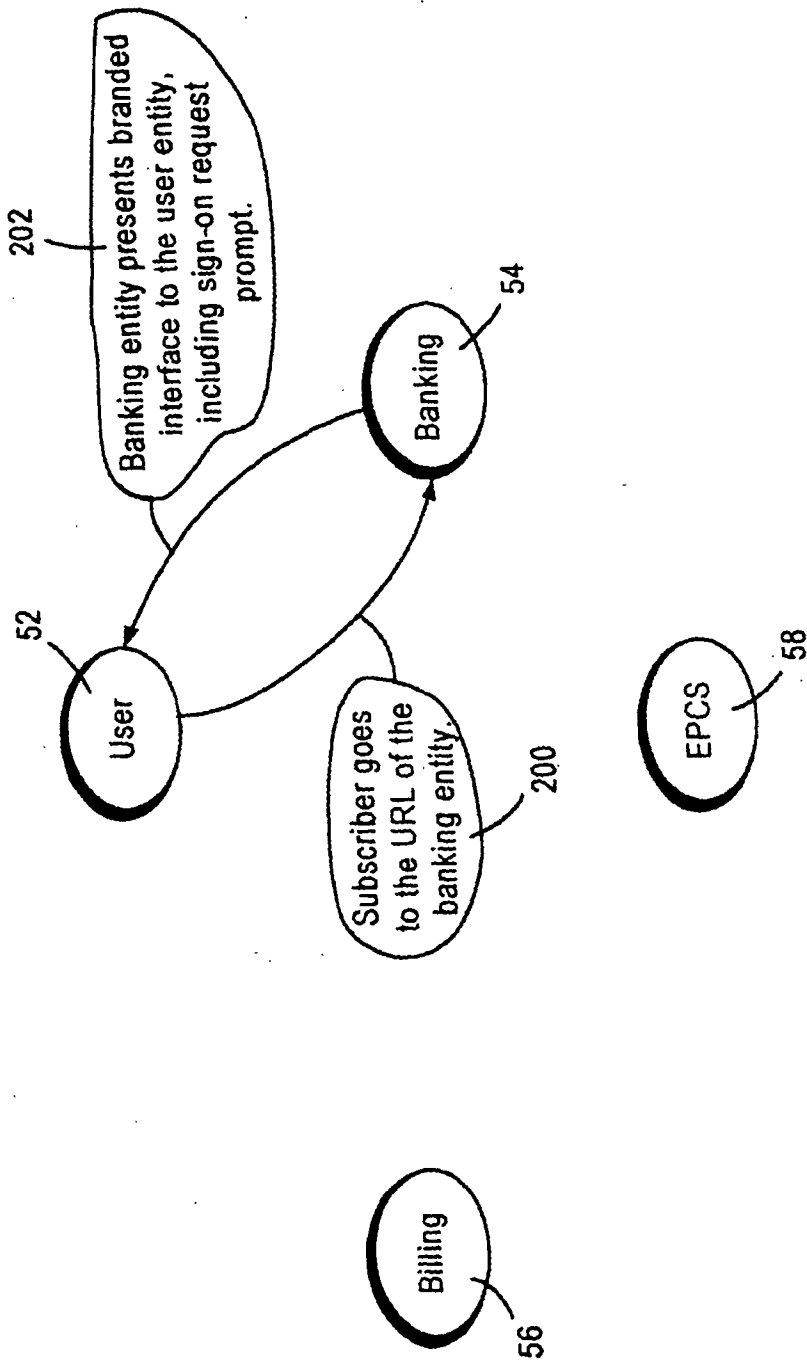 202
Banking entity presents branded
interface to the user entity,
including sign-on request
prompt.
52
User
Banking
54
Subscriber goes
to the URL of the
banking entity.
200
Billing
56
EPCS
58